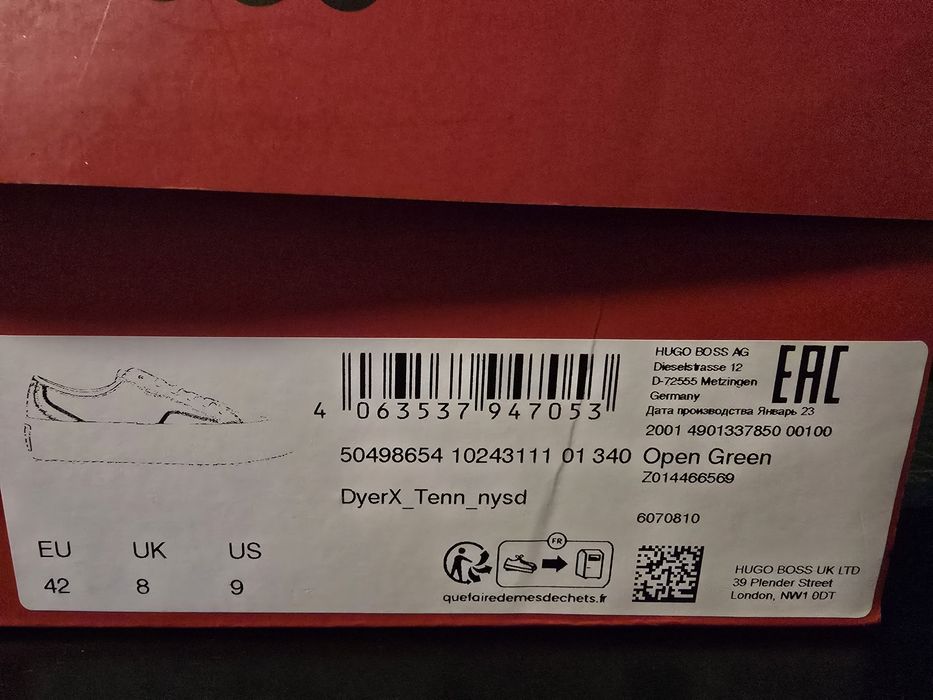 HUGO BOSS AG
Dieselstrasse 12
D-72555 Metzingen
Germany
Дата производства Январь 23
EAC
2001 4901337850 00100
4 063537 947053
50498654 10243111 01 340 Open Green
Z014466569
DyerX_Tenn_nysd
6070810
EU UK US
42 8 9
FR
quefairedemesdechets.fr
HUGO BOSS UK LTD
39 Plender Street
London, NW1 0DT